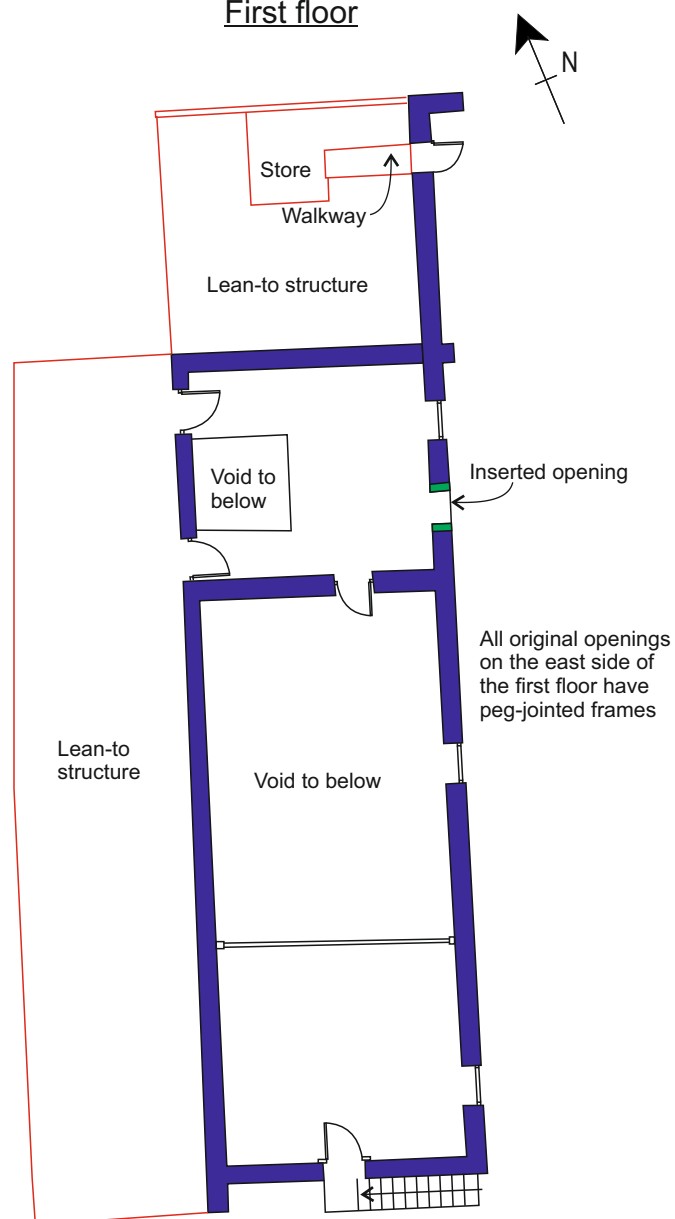 First floor
N
Store
Walkway
Lean-to structure
Void to
below
Inserted opening
All original openings
on the east side of
the first floor have
peg-jointed frames
Lean-to
structure
Void to below